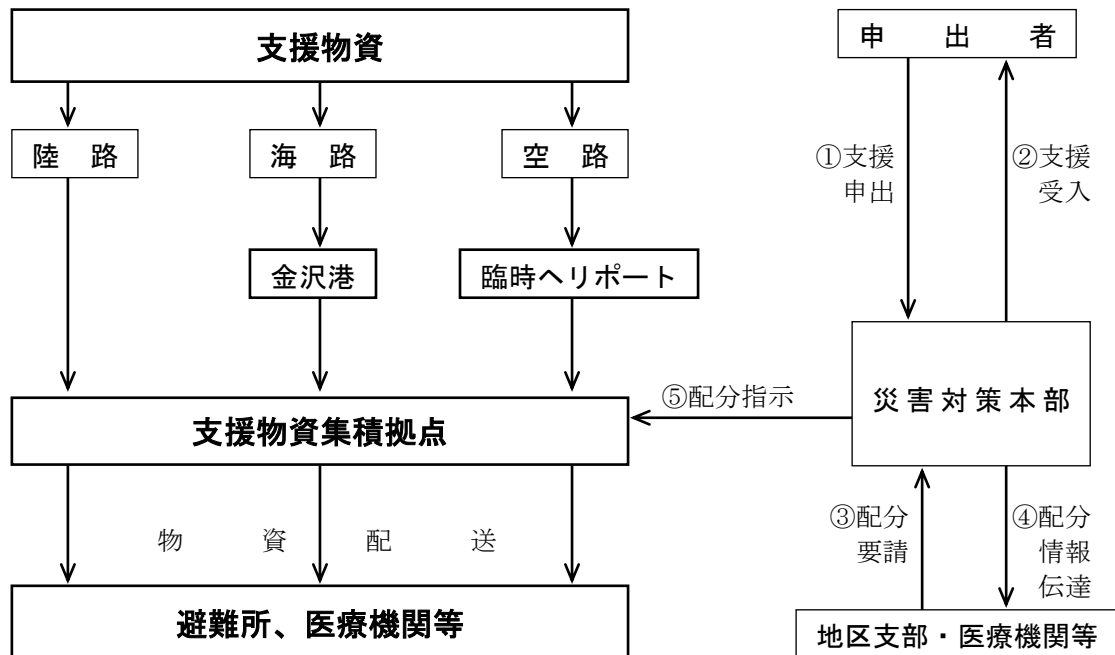 支援物資
申出者
陸路
海路
空路
①支援
申出
②支援
受入
金沢港
臨時ヘリポート
⑤配分指示
災害対策本部
支援物資集積拠点
③配分
要請
④配分
情報
伝達
物資配送
避難所、医療機関等
地区支部・医療機関等